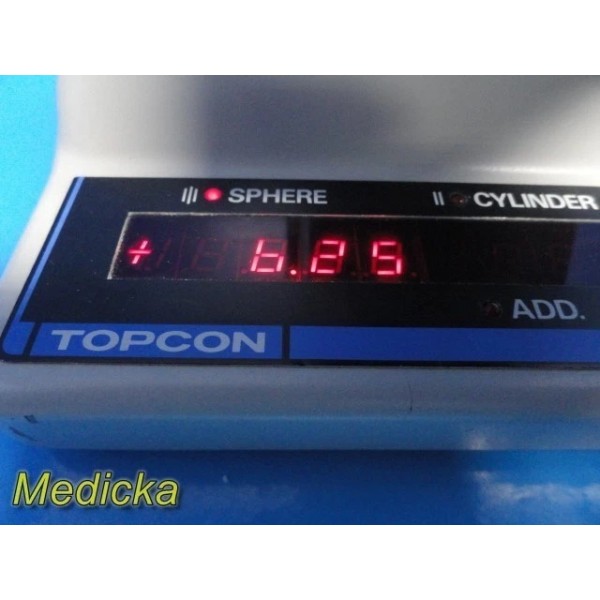 ||| SPHERE || CYLINDER
+ 6.25
ADD.
TOPCON
Medicka